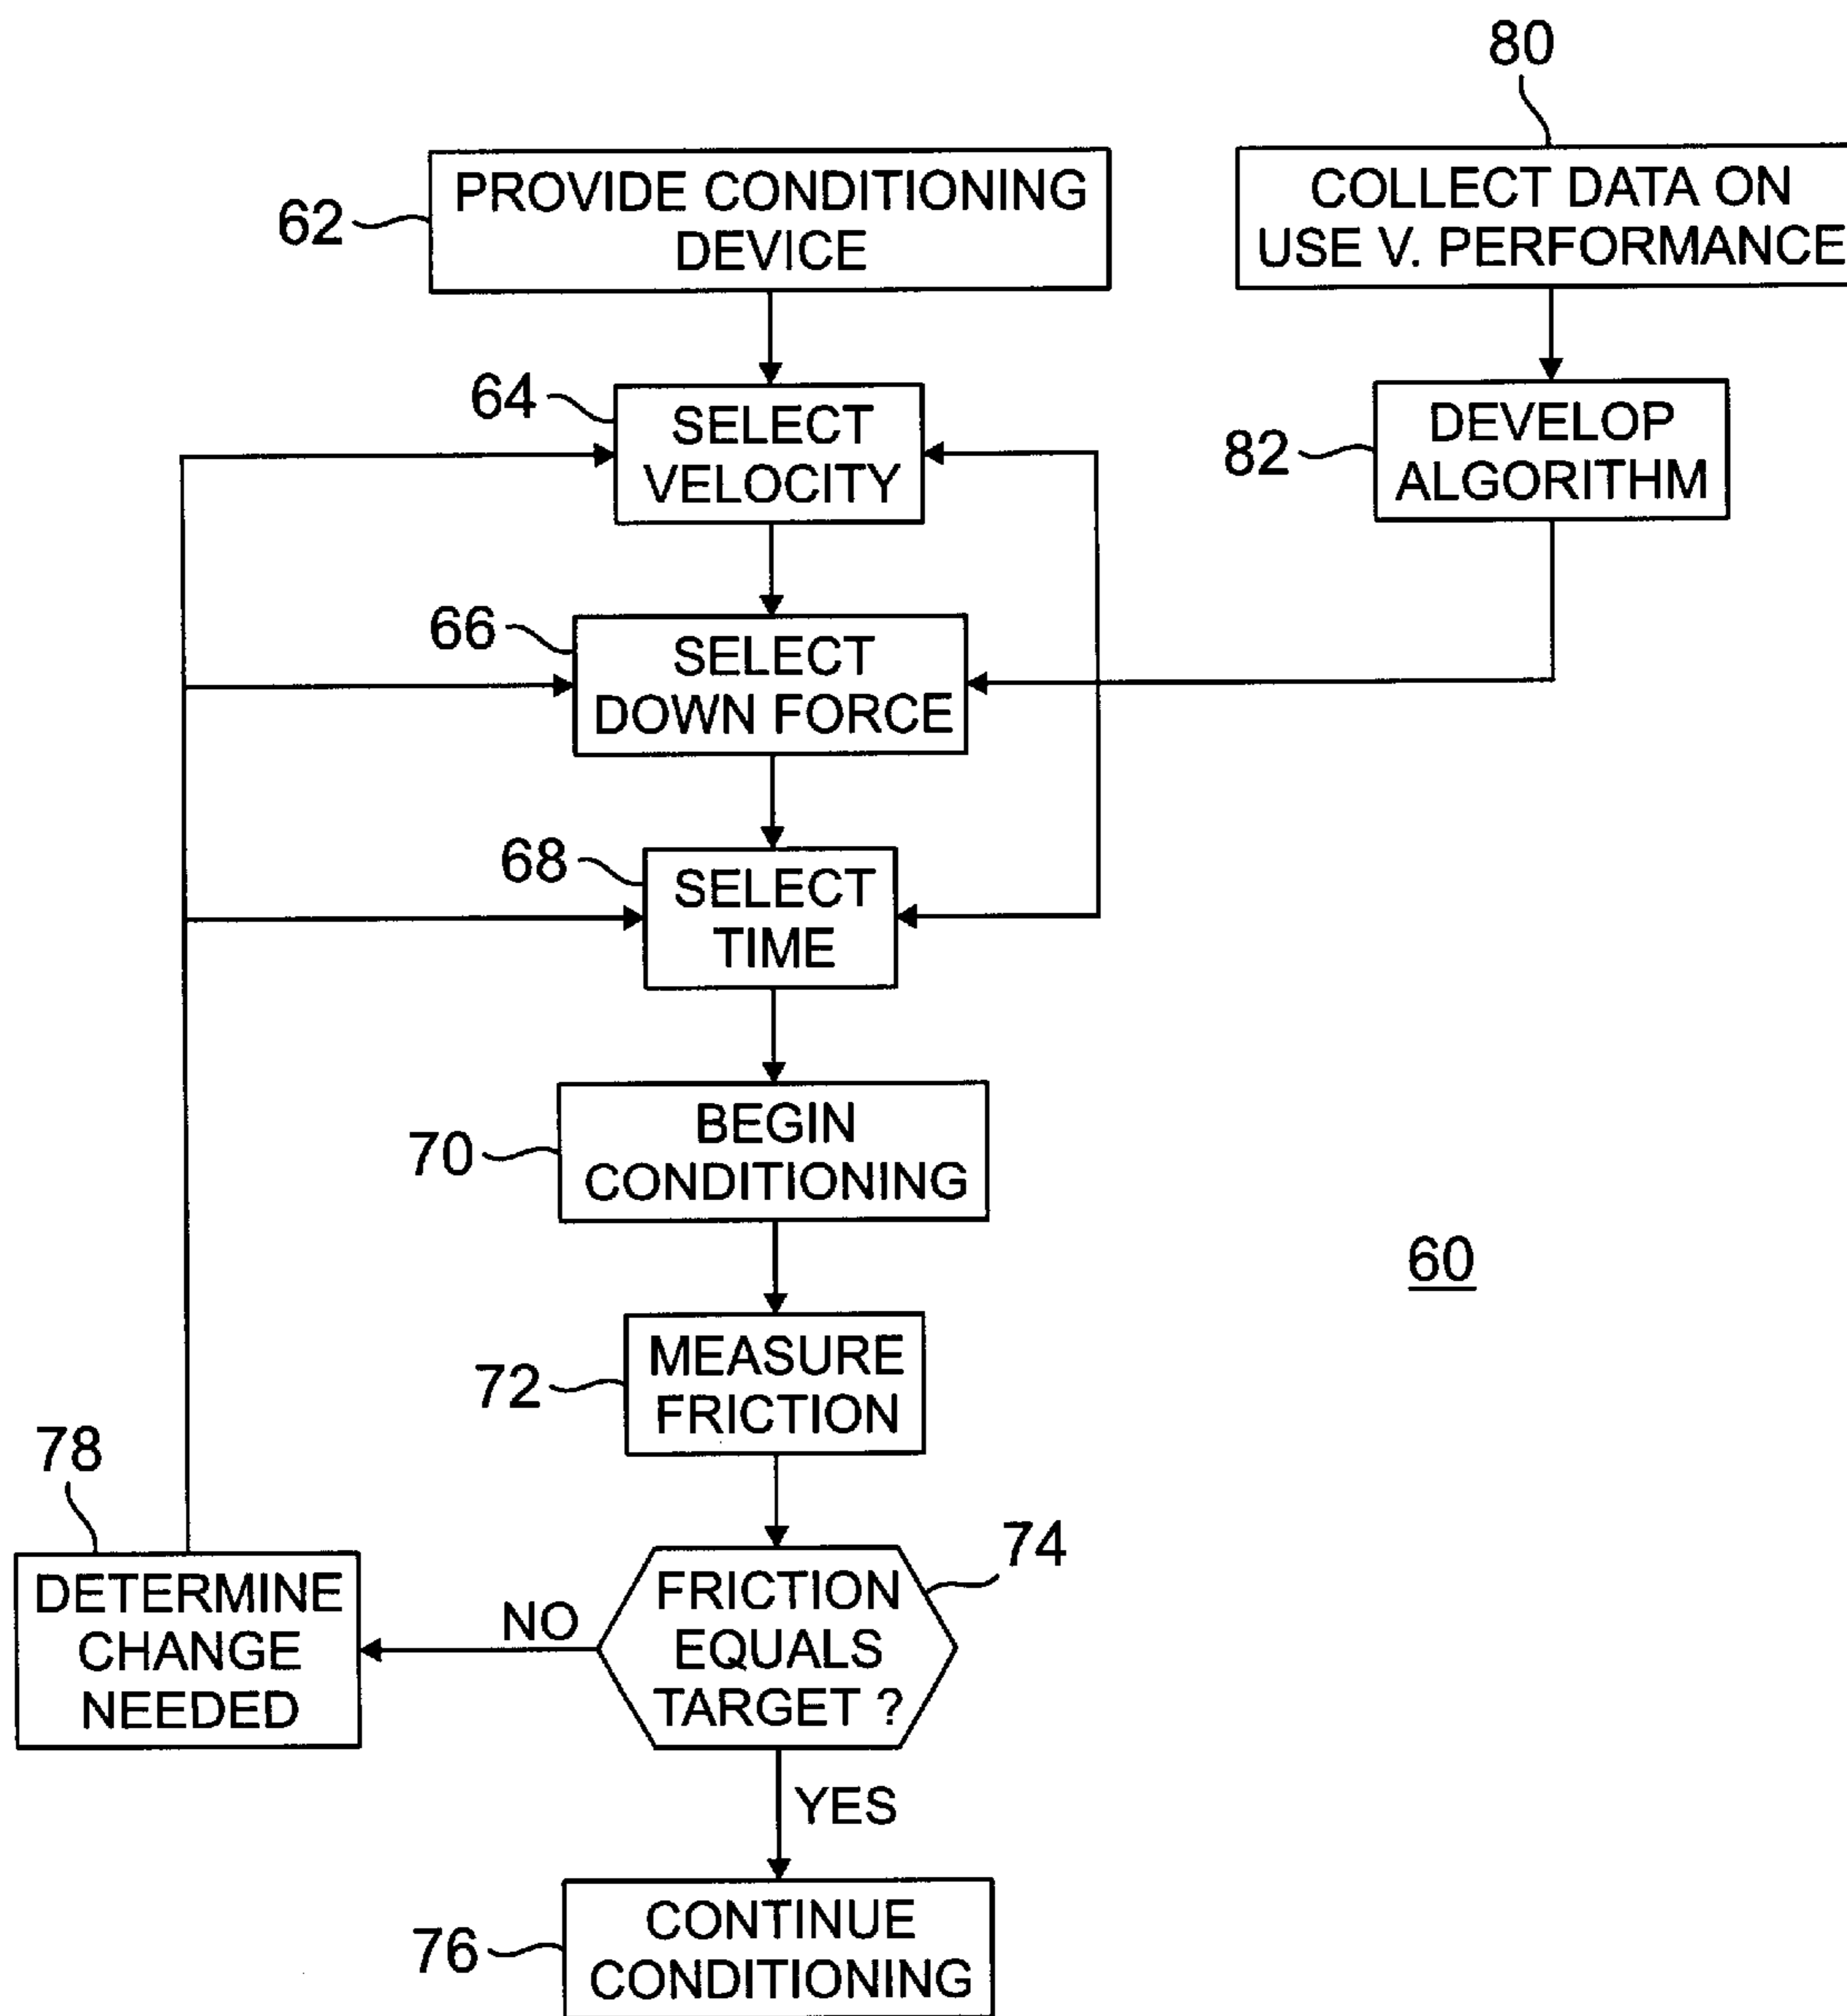 80
62
PROVIDE CONDITIONING
DEVICE
COLLECT DATA ON
USE V. PERFORMANCE
64
SELECT
VELOCITY
82
DEVELOP
ALGORITHM
66
SELECT
DOWN FORCE
68
SELECT
TIME
70
BEGIN
CONDITIONING
60
72
MEASURE
FRICTION
78
DETERMINE
CHANGE
NEEDED
NO
74
FRICTION
EQUALS
TARGET ?
YES
76
CONTINUE
CONDITIONING